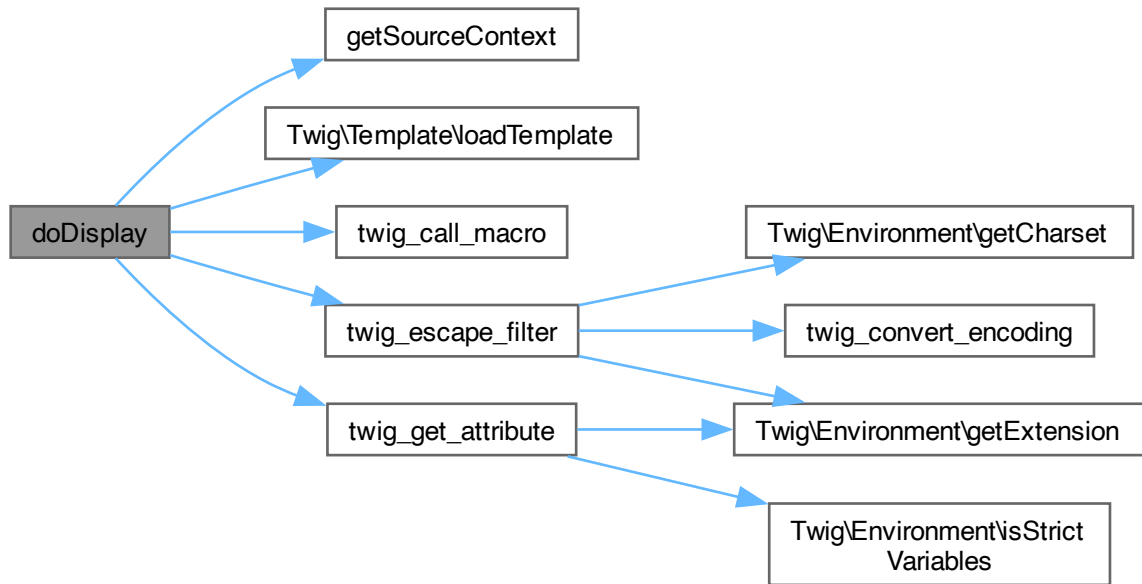 getSourceContext
Twig\Template\loadTemplate
doDisplay
twig_call_macro
Twig\Environment\getCharset
twig_escape_filter
twig_convert_encoding
twig_get_attribute
Twig\Environment\getExtension
Twig\Environment\isStrict
Variables